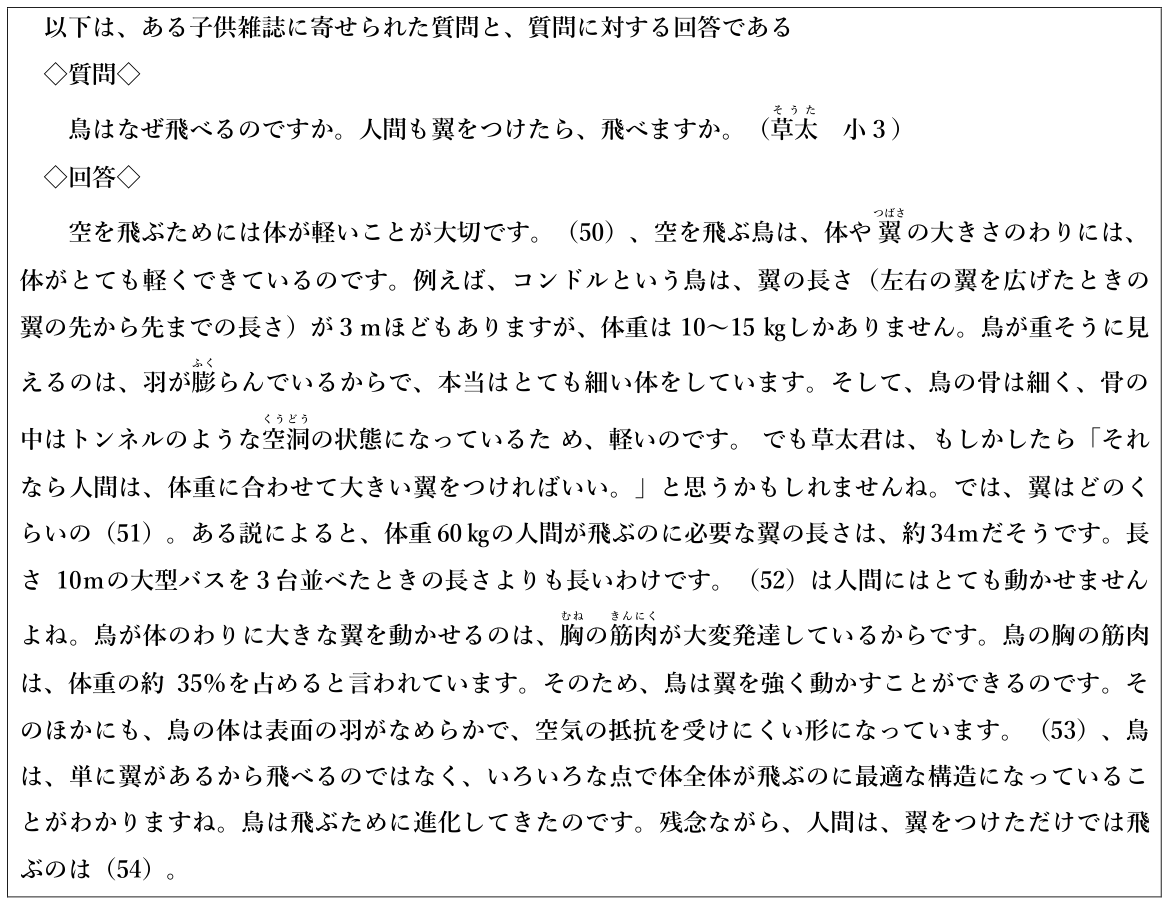 以下は、ある子供雑誌に寄せられた質問と、質問に対する回答である
◇質問◇
そうた
鳥はなぜ飛べるのですか。人間も翼をつけたら、飛べますか。（草太　小３）
◇回答◇
つばさ
空を飛ぶためには体が軽いことが大切です。（50）、空を飛ぶ鳥は、体や翼の大きさのわりには、
体がとても軽くできているのです。例えば、コンドルという鳥は、翼の長さ（左右の翼を広げたときの
翼の先から先までの長さ）が３ｍほどもありますが、体重は 10～15 ㎏しかありません。鳥が重そうに見
ふく
えるのは、羽が膨らんでいるからで、本当はとても細い体をしています。そして、鳥の骨は細く、骨の
くうどう
中はトンネルのような空洞の状態になっているた め、軽いのです。 でも草太君は、もしかしたら「それ
なら人間は、体重に合わせて大きい翼をつければいい。」と思うかもしれませんね。では、翼はどのく
らいの（51）。ある説によると、体重 60 ㎏の人間が飛ぶのに必要な翼の長さは、約 34ｍだそうです。長
さ 10ｍの大型バスを３台並べたときの長さよりも長いわけです。（52）は人間にはとても動かせません
むね きんにく
よね。鳥が体のわりに大きな翼を動かせるのは、胸の筋肉が大変発達しているからです。鳥の胸の筋肉
は、体重の約 35％を占めると言われています。そのため、鳥は翼を強く動かすことができるのです。そ
のほかにも、鳥の体は表面の羽がなめらかで、空気の抵抗を受けにくい形になっています。（53）、鳥
は、単に翼があるから飛べるのではなく、いろいろな点で体全体が飛ぶのに最適な構造になっているこ
とがわかりますね。鳥は飛ぶために進化してきたのです。残念ながら、人間は、翼をつけただけでは飛
ぶのは（54）。